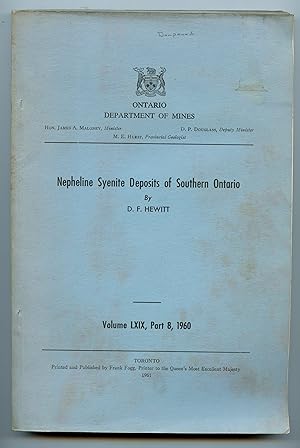 ONTARIO
DEPARTMENT OF MINES
HON. JAMES A. MALONEY, Minister D. P. DOUGLASS, Deputy Minister
M. E. HURST, Provincial Geologist
Nepheline Syenite Deposits of Southern Ontario
By
D. F. HEWITT
Volume LXIX, Part 8, 1960
TORONTO
Printed and Published by Frank Fogg, Printer to the Queen's Most Excellent Majesty
1961